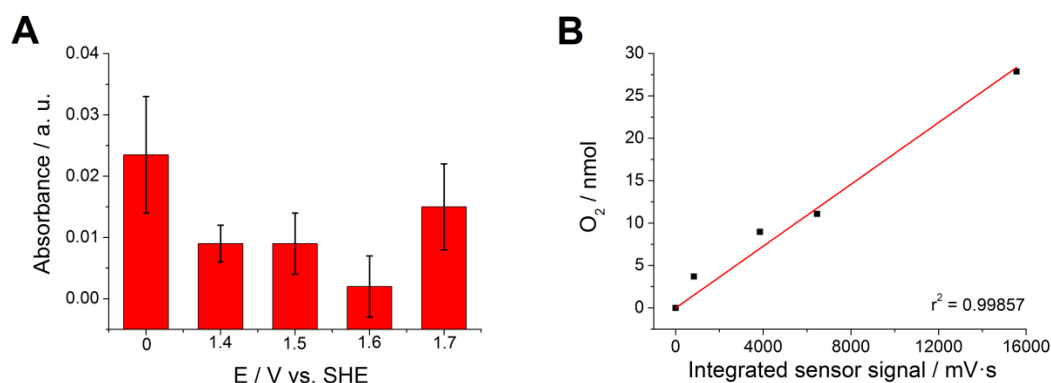 A
Absorbance / a. u.
0.04
0.03
0.02
0.01
0.00
0 1.4 1.5 1.6 1.7
E / V vs. SHE
B
O₂ / nmol
30
25
20
15
10
5
0
r² = 0.99857
0 4000 8000 12000 16000
Integrated sensor signal / mV·s